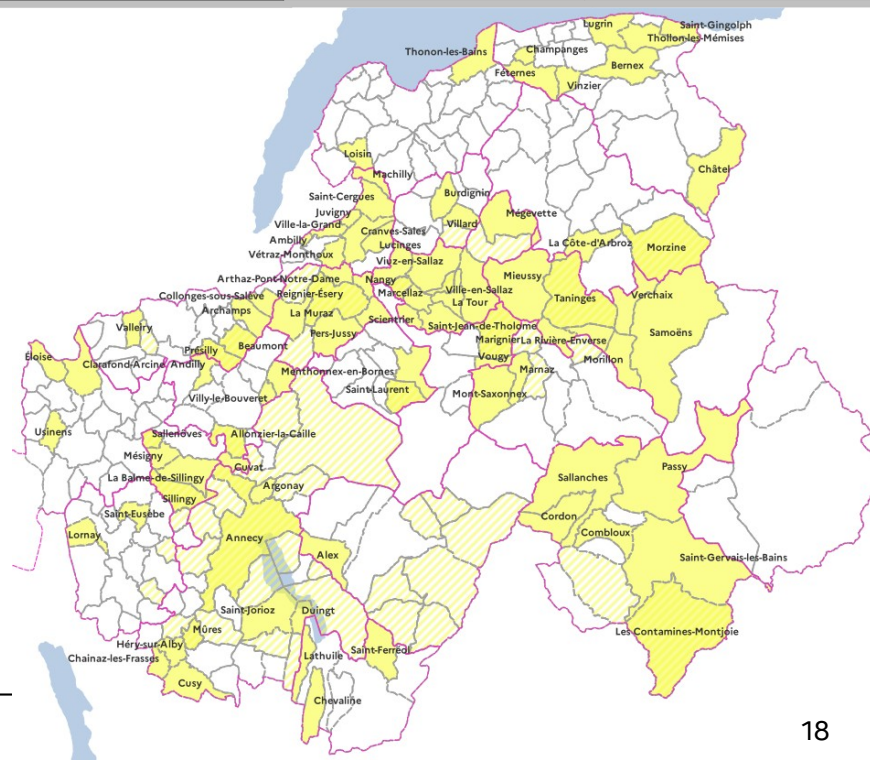 Lugrin
Saint-Gingolph
Thollon-les-Mémises
Thonon-les-Bains
Champanges
Bernex
Féternes
Vinzier
Loisin
Châtel
Machilly
Saint-Cergues
Burdignin
Juvigny
Mégevette
Ville-la-Grand
Villard
Cranves-Sales
Ambilly
Lucinges
La Côte-d'Arbroz
Morzine
Vétraz-Monthoux
Viuz-en-Sallaz
Arthaz-Pont-Notre-Dame
Nangy
Mieussy
Collonges-sous-Salève
Reignier-Ésery
Marcellaz
Ville-en-Sallaz
Verchaix
Archamps
La Tour
Taninges
La Muraz
Scientrier
Valleiry
Saint-Jean-de-Tholome
Samoëns
Pers-Jussy
Marignier
La Rivière-Enverse
Beaumont
Présilly
Éloise
Vougy
Morillon
Clarafond-Arcine
Andilly
Menthonnex-en-Bornes
Marnaz
Saint-Laurent
Villy-le-Bouveret
Mont-Saxonnex
Usinens
Sallenôves
Allonzier-la-Caille
Mésigny
Cuvat
Passy
La Balme-de-Sillingy
Sallanches
Argonay
Sillingy
Saint-Eusèbe
Cordon
Lornay
Annecy
Combloux
Alex
Saint-Gervais-les-Bains
Saint-Jorioz
Duingt
Mûres
Les Contamines-Montjoie
Héry-sur-Alby
Saint-Ferréol
Chainaz-les-Frasses
Lathuile
Cusy
Chevaline
18